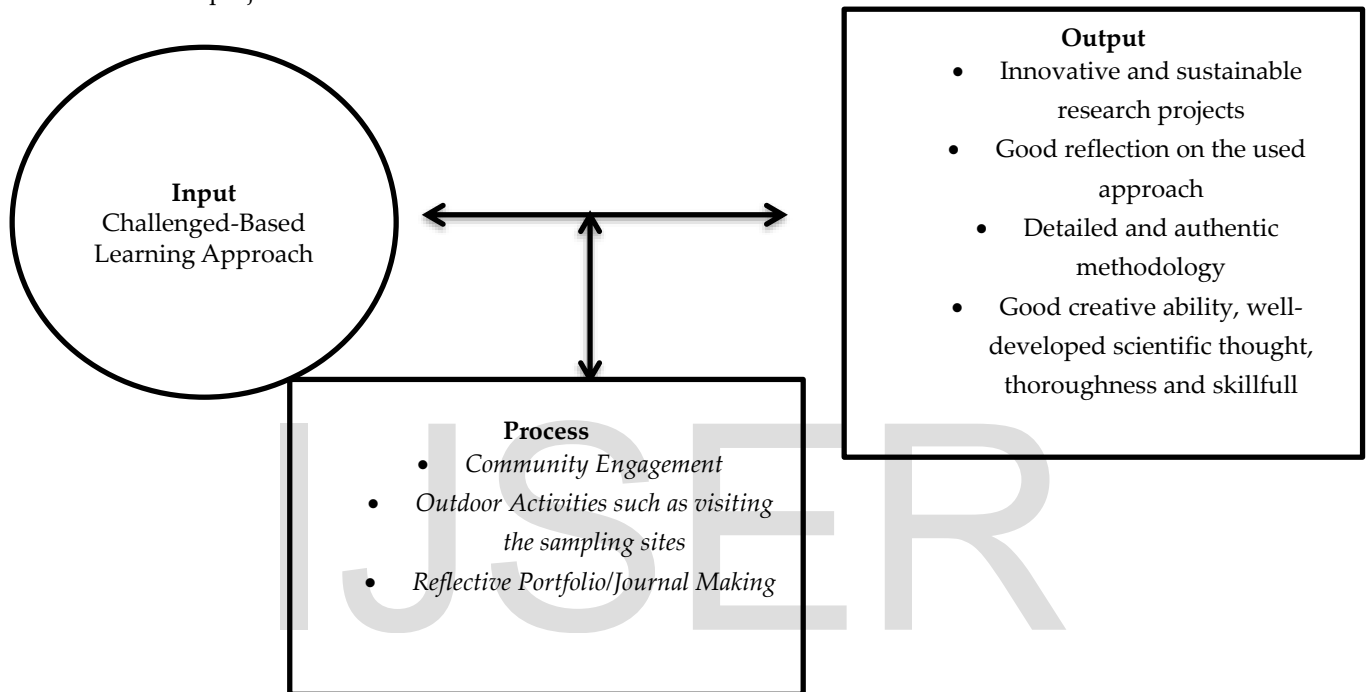 Input
Challenged-Based
Learning Approach
Output
• Innovative and sustainable
research projects
• Good reflection on the used
approach
• Detailed and authentic
methodology
• Good creative ability, well-
developed scientific thought,
thoroughness and skillfull
Process
• Community Engagement
• Outdoor Activities such as visiting
the sampling sites
• Reflective Portfolio/Journal Making
IJSER